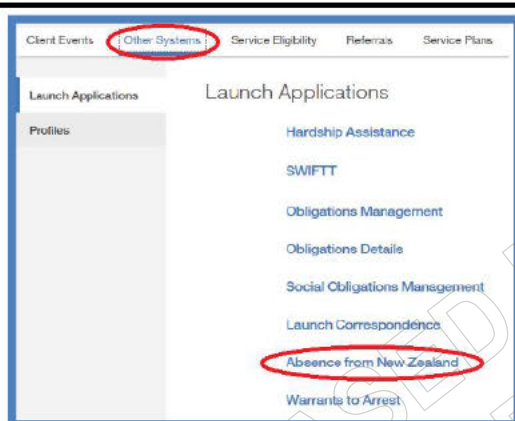 Client Events Other Systems Service Eligibility Referrals Service Plans
Launch Applications Launch Applications
Profiles Hardship Assistance
SWIFTT
Obligations Management
Obligations Details
Social Obligations Management
Launch Correspondence
Absence from New Zealand
Warrants to Arrest